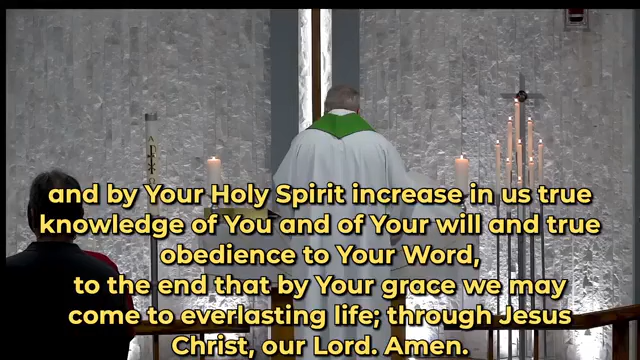 and by Your Holy Spirit increase in us true
knowledge of You and of Your will and true
obedience to Your Word,
to the end that by Your grace we may
come to everlasting life; through Jesus
Christ, our Lord. Amen.